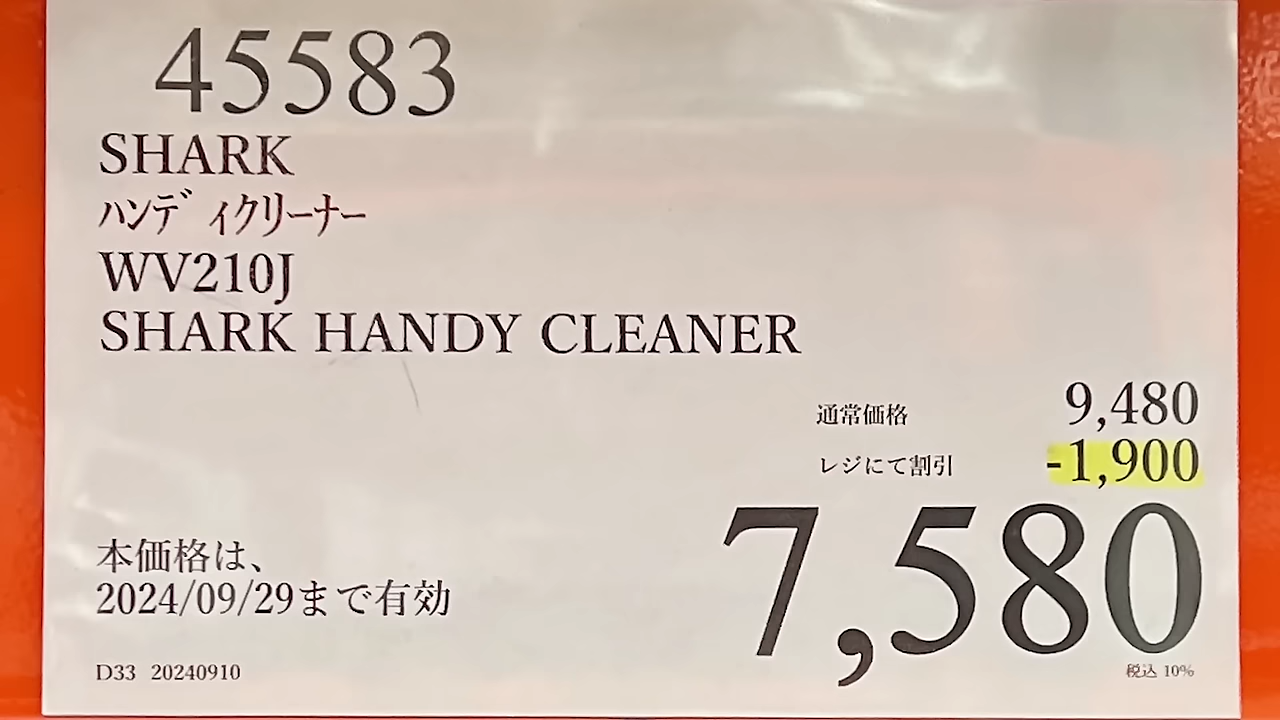 45583
SHARK
ﾊﾝﾃﾞｨｸﾘｰﾅｰ
WV210J
SHARK HANDY CLEANER
通常価格 9,480
レジにて割引 -1,900
7,580
本価格は、
2024/09/29まで有効
D33 20240910
税込 10%